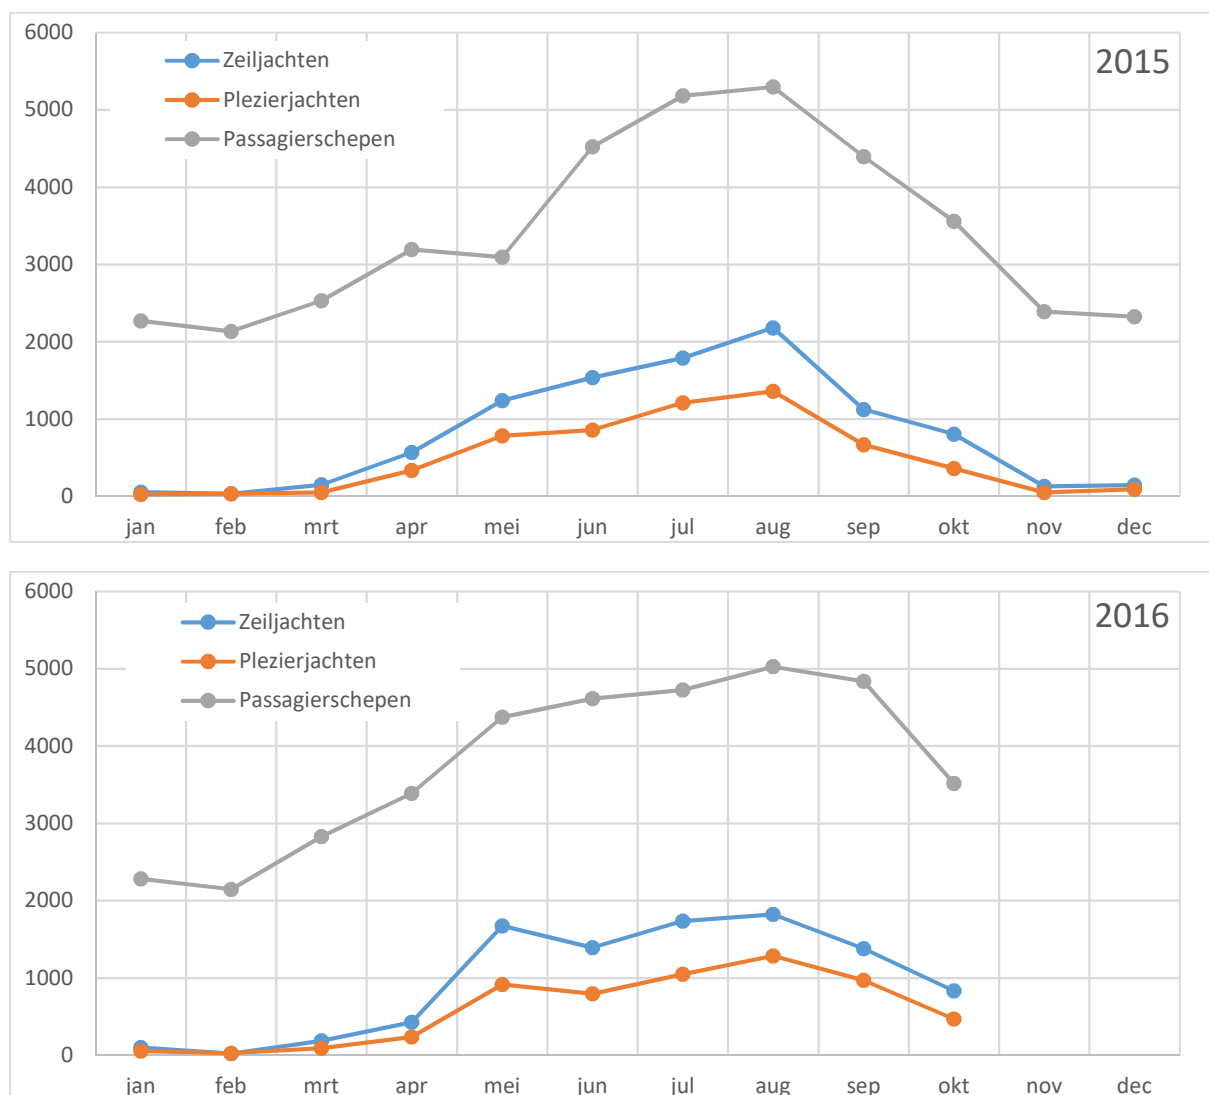 6000
2015
Zeiljachten
5000
Plezierjachten
Passagierschepen
4000
3000
2000
1000
0
jan feb mrt apr mei jun jul aug sep okt nov dec
6000
2016
Zeiljachten
5000
Plezierjachten
Passagierschepen
4000
3000
2000
1000
0
jan feb mrt apr mei jun jul aug sep okt nov dec